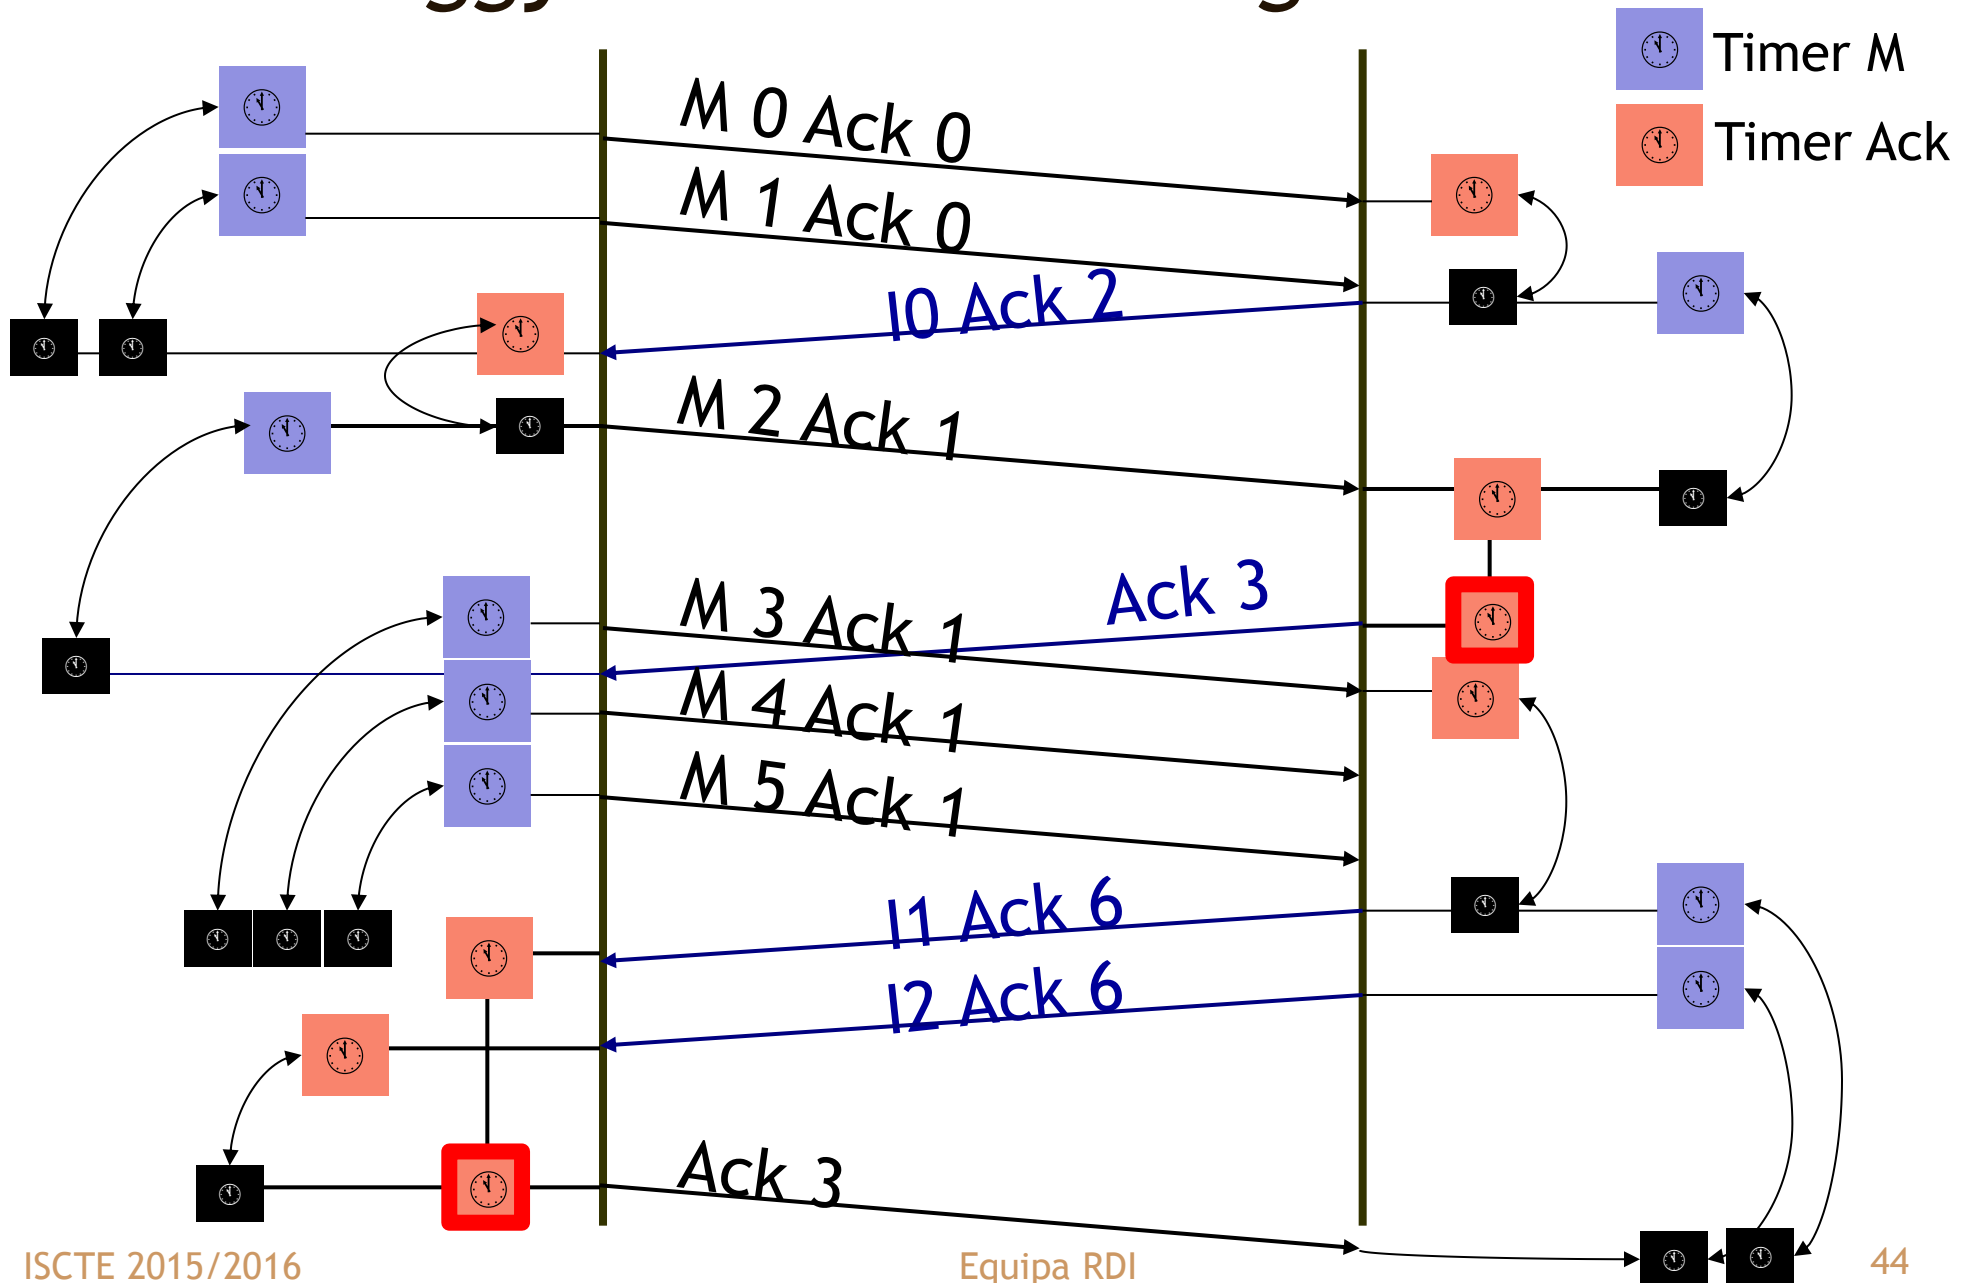 Timer M
Timer Ack
M 0 Ack 0
M 1 Ack 0
I0 Ack 2
M 2 Ack 1
Ack 3
M 3 Ack 1
M 4 Ack 1
M 5 Ack 1
I1 Ack 6
I2 Ack 6
Ack 3
ISCTE 2015/2016
Equipa RDI
44